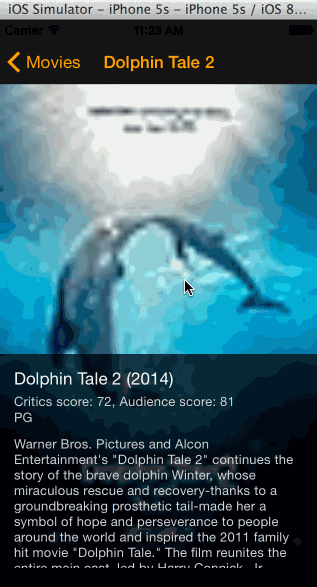 iOS Simulator – iPhone 5s – iPhone 5s / iOS 8...
Carrier
11:23 AM
Movies
Dolphin Tale 2
Dolphin Tale 2 (2014)
Critics score: 72, Audience score: 81
PG
Warner Bros. Pictures and Alcon
Entertainment's "Dolphin Tale 2" continues the
story of the brave dolphin Winter, whose
miraculous rescue and recovery-thanks to a
groundbreaking prosthetic tail-made her a
symbol of hope and perseverance to people
around the world and inspired the 2011 family
hit movie "Dolphin Tale." The film reunites the
entire main cast, led by Harry Connick, Jr.